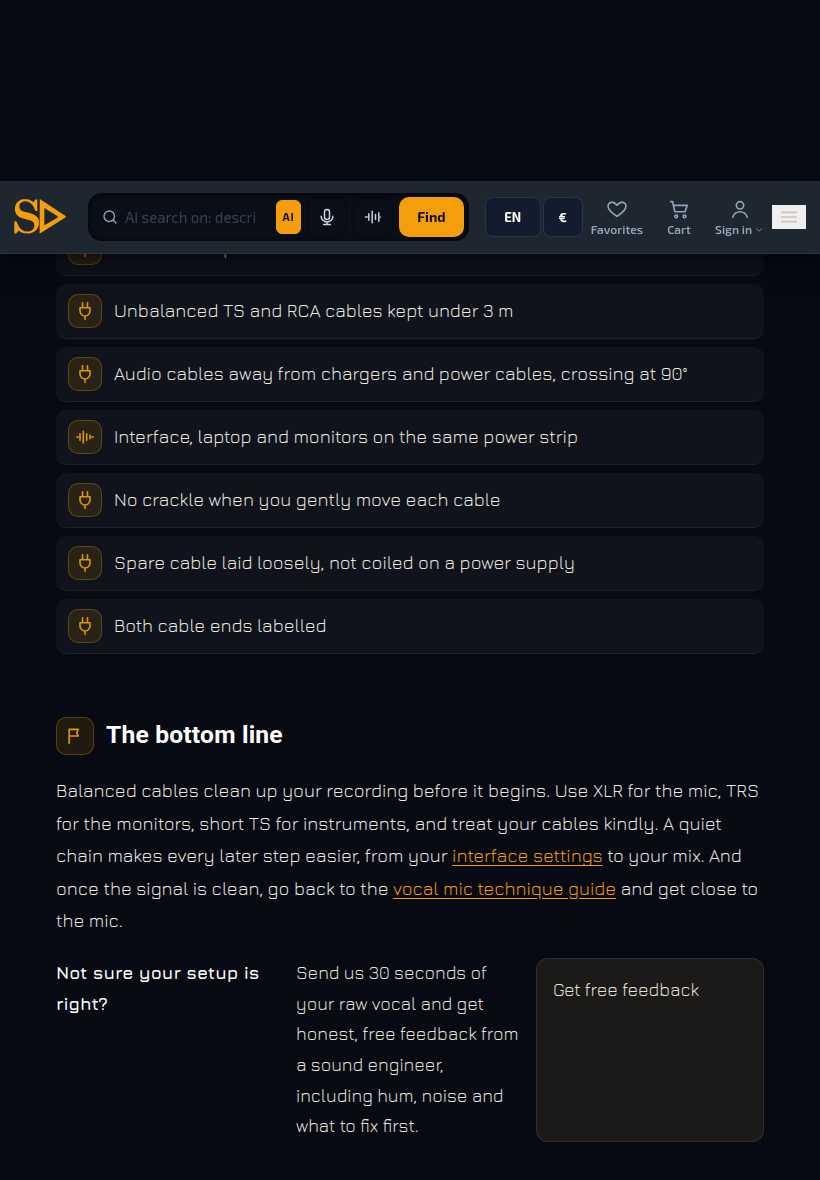 SD
AI search on: descri
AI
Find
EN
€
Favorites
Cart
Sign in
Unbalanced TS and RCA cables kept under 3 m
Audio cables away from chargers and power cables, crossing at 90°
Interface, laptop and monitors on the same power strip
No crackle when you gently move each cable
Spare cable laid loosely, not coiled on a power supply
Both cable ends labelled
The bottom line
Balanced cables clean up your recording before it begins. Use XLR for the mic, TRS
for the monitors, short TS for instruments, and treat your cables kindly. A quiet
chain makes every later step easier, from your interface settings to your mix. And
once the signal is clean, go back to the vocal mic technique guide and get close to
the mic.
Not sure your setup is
right?
Send us 30 seconds of
your raw vocal and get
honest, free feedback from
a sound engineer,
including hum, noise and
what to fix first.
Get free feedback